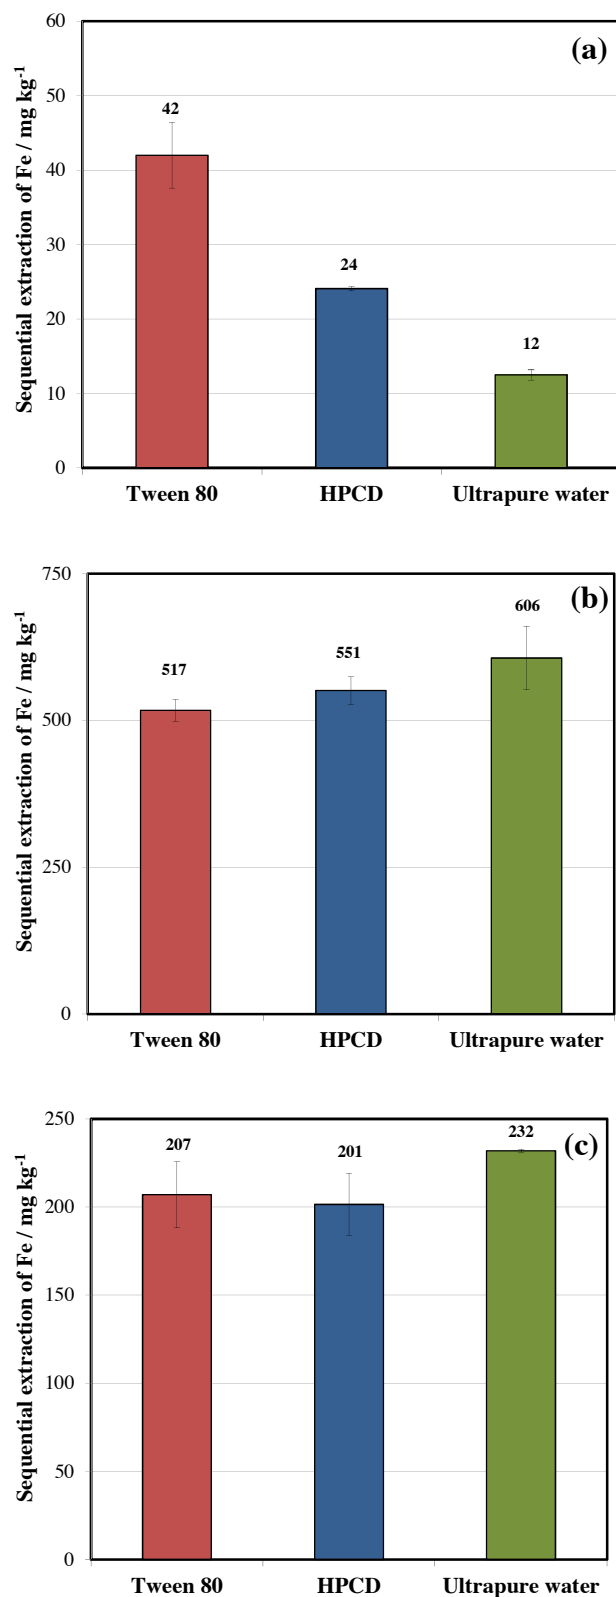 (a)
Sequential extraction of Fe / mg kg⁻¹
60
50
40
30
20
10
0
42
24
12
Tween 80 HPCD Ultrapure water
(b)
Sequential extraction of Fe / mg kg⁻¹
750
500
250
0
517
551
606
Tween 80 HPCD Ultrapure water
(c)
Sequential extraction of Fe / mg kg⁻¹
250
200
150
100
50
0
207
201
232
Tween 80 HPCD Ultrapure water